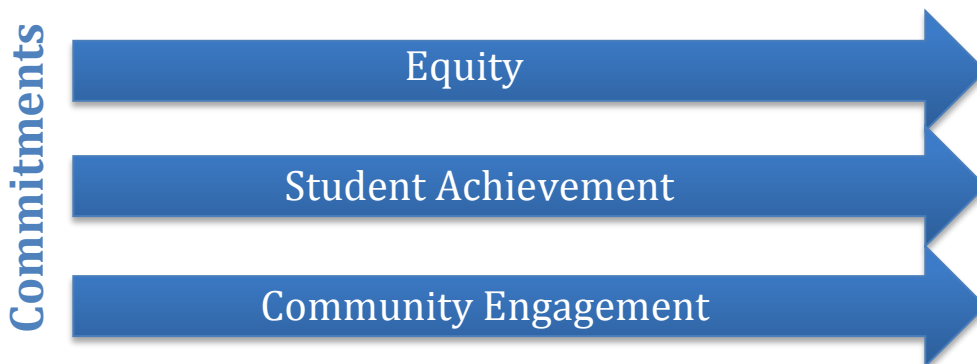 Commitments
Equity
Student Achievement
Community Engagement